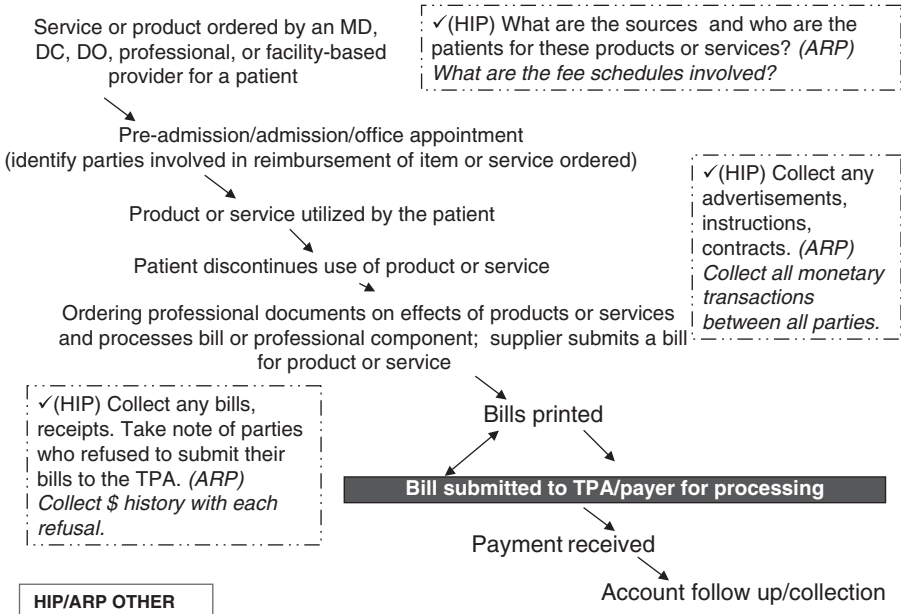 Service or product ordered by an MD,
DC, DO, professional, or facility-based
provider for a patient
✓(HIP) What are the sources and who are the
patients for these products or services? (ARP)
What are the fee schedules involved?
Pre-admission/admission/office appointment
(identify parties involved in reimbursement of item or service ordered)
✓(HIP) Collect any
advertisements,
instructions,
contracts. (ARP)
Collect all monetary
transactions
between all parties.
Product or service utilized by the patient
Patient discontinues use of product or service
Ordering professional documents on effects of products or services
and processes bill or professional component; supplier submits a bill
for product or service
✓(HIP) Collect any bills,
receipts. Take note of parties
who refused to submit their
bills to the TPA. (ARP)
Collect $ history with each
refusal.
Bills printed
Bill submitted to TPA/payer for processing
Payment received
Account follow up/collection
HIP/ARP OTHER